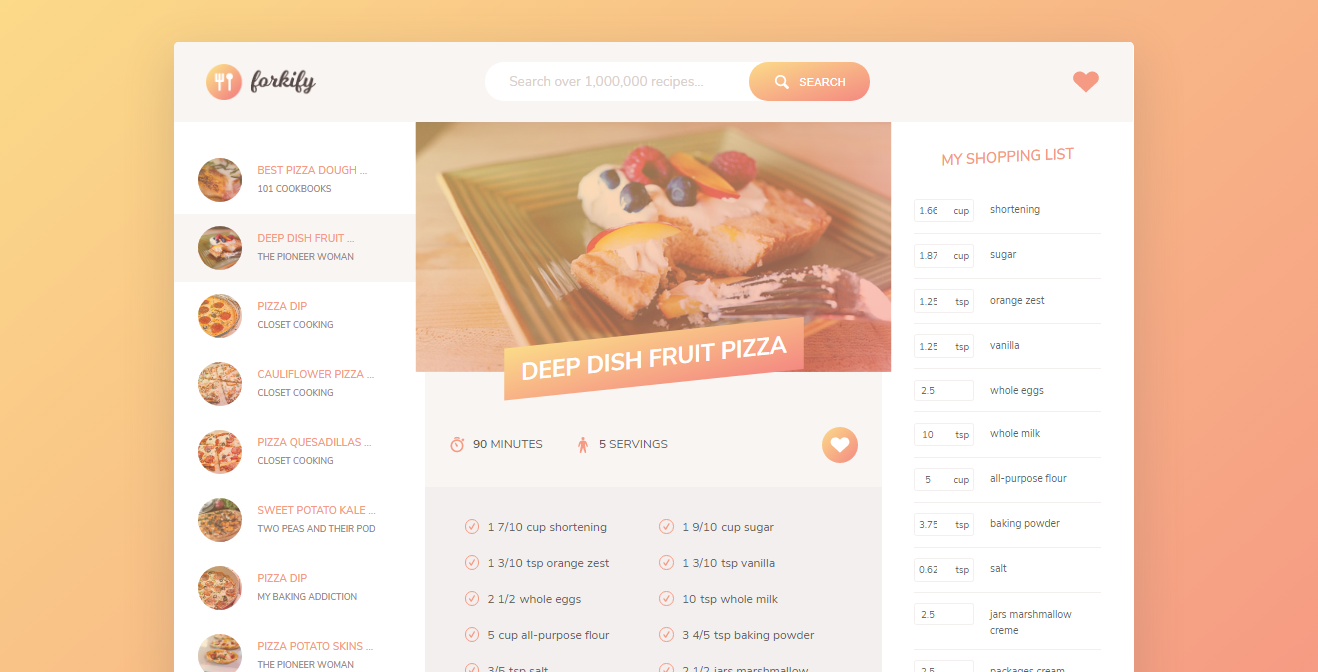 forkify
Search over 1,000,000 recipes...
SEARCH
BEST PIZZA DOUGH ...
101 COOKBOOKS
DEEP DISH FRUIT ...
THE PIONEER WOMAN
PIZZA DIP
CLOSET COOKING
CAULIFLOWER PIZZA ...
CLOSET COOKING
PIZZA QUESADILLAS ...
CLOSET COOKING
SWEET POTATO KALE ...
TWO PEAS AND THEIR POD
PIZZA DIP
MY BAKING ADDICTION
PIZZA POTATO SKINS ...
THE PIONEER WOMAN
DEEP DISH FRUIT PIZZA
90 MINUTES
5 SERVINGS
1 7/10 cup shortening
1 9/10 cup sugar
1 3/10 tsp orange zest
1 3/10 tsp vanilla
2 1/2 whole eggs
10 tsp whole milk
5 cup all-purpose flour
3 4/5 tsp baking powder
3/5 tsp salt
2 1/2 jars marshmallow
MY SHOPPING LIST
1.66 cup shortening
1.87 cup sugar
1.25 tsp orange zest
1.25 tsp vanilla
2.5 whole eggs
10 tsp whole milk
5 cup all-purpose flour
3.75 tsp baking powder
0.62 tsp salt
2.5 jars marshmallow
creme
2.5 packages cream